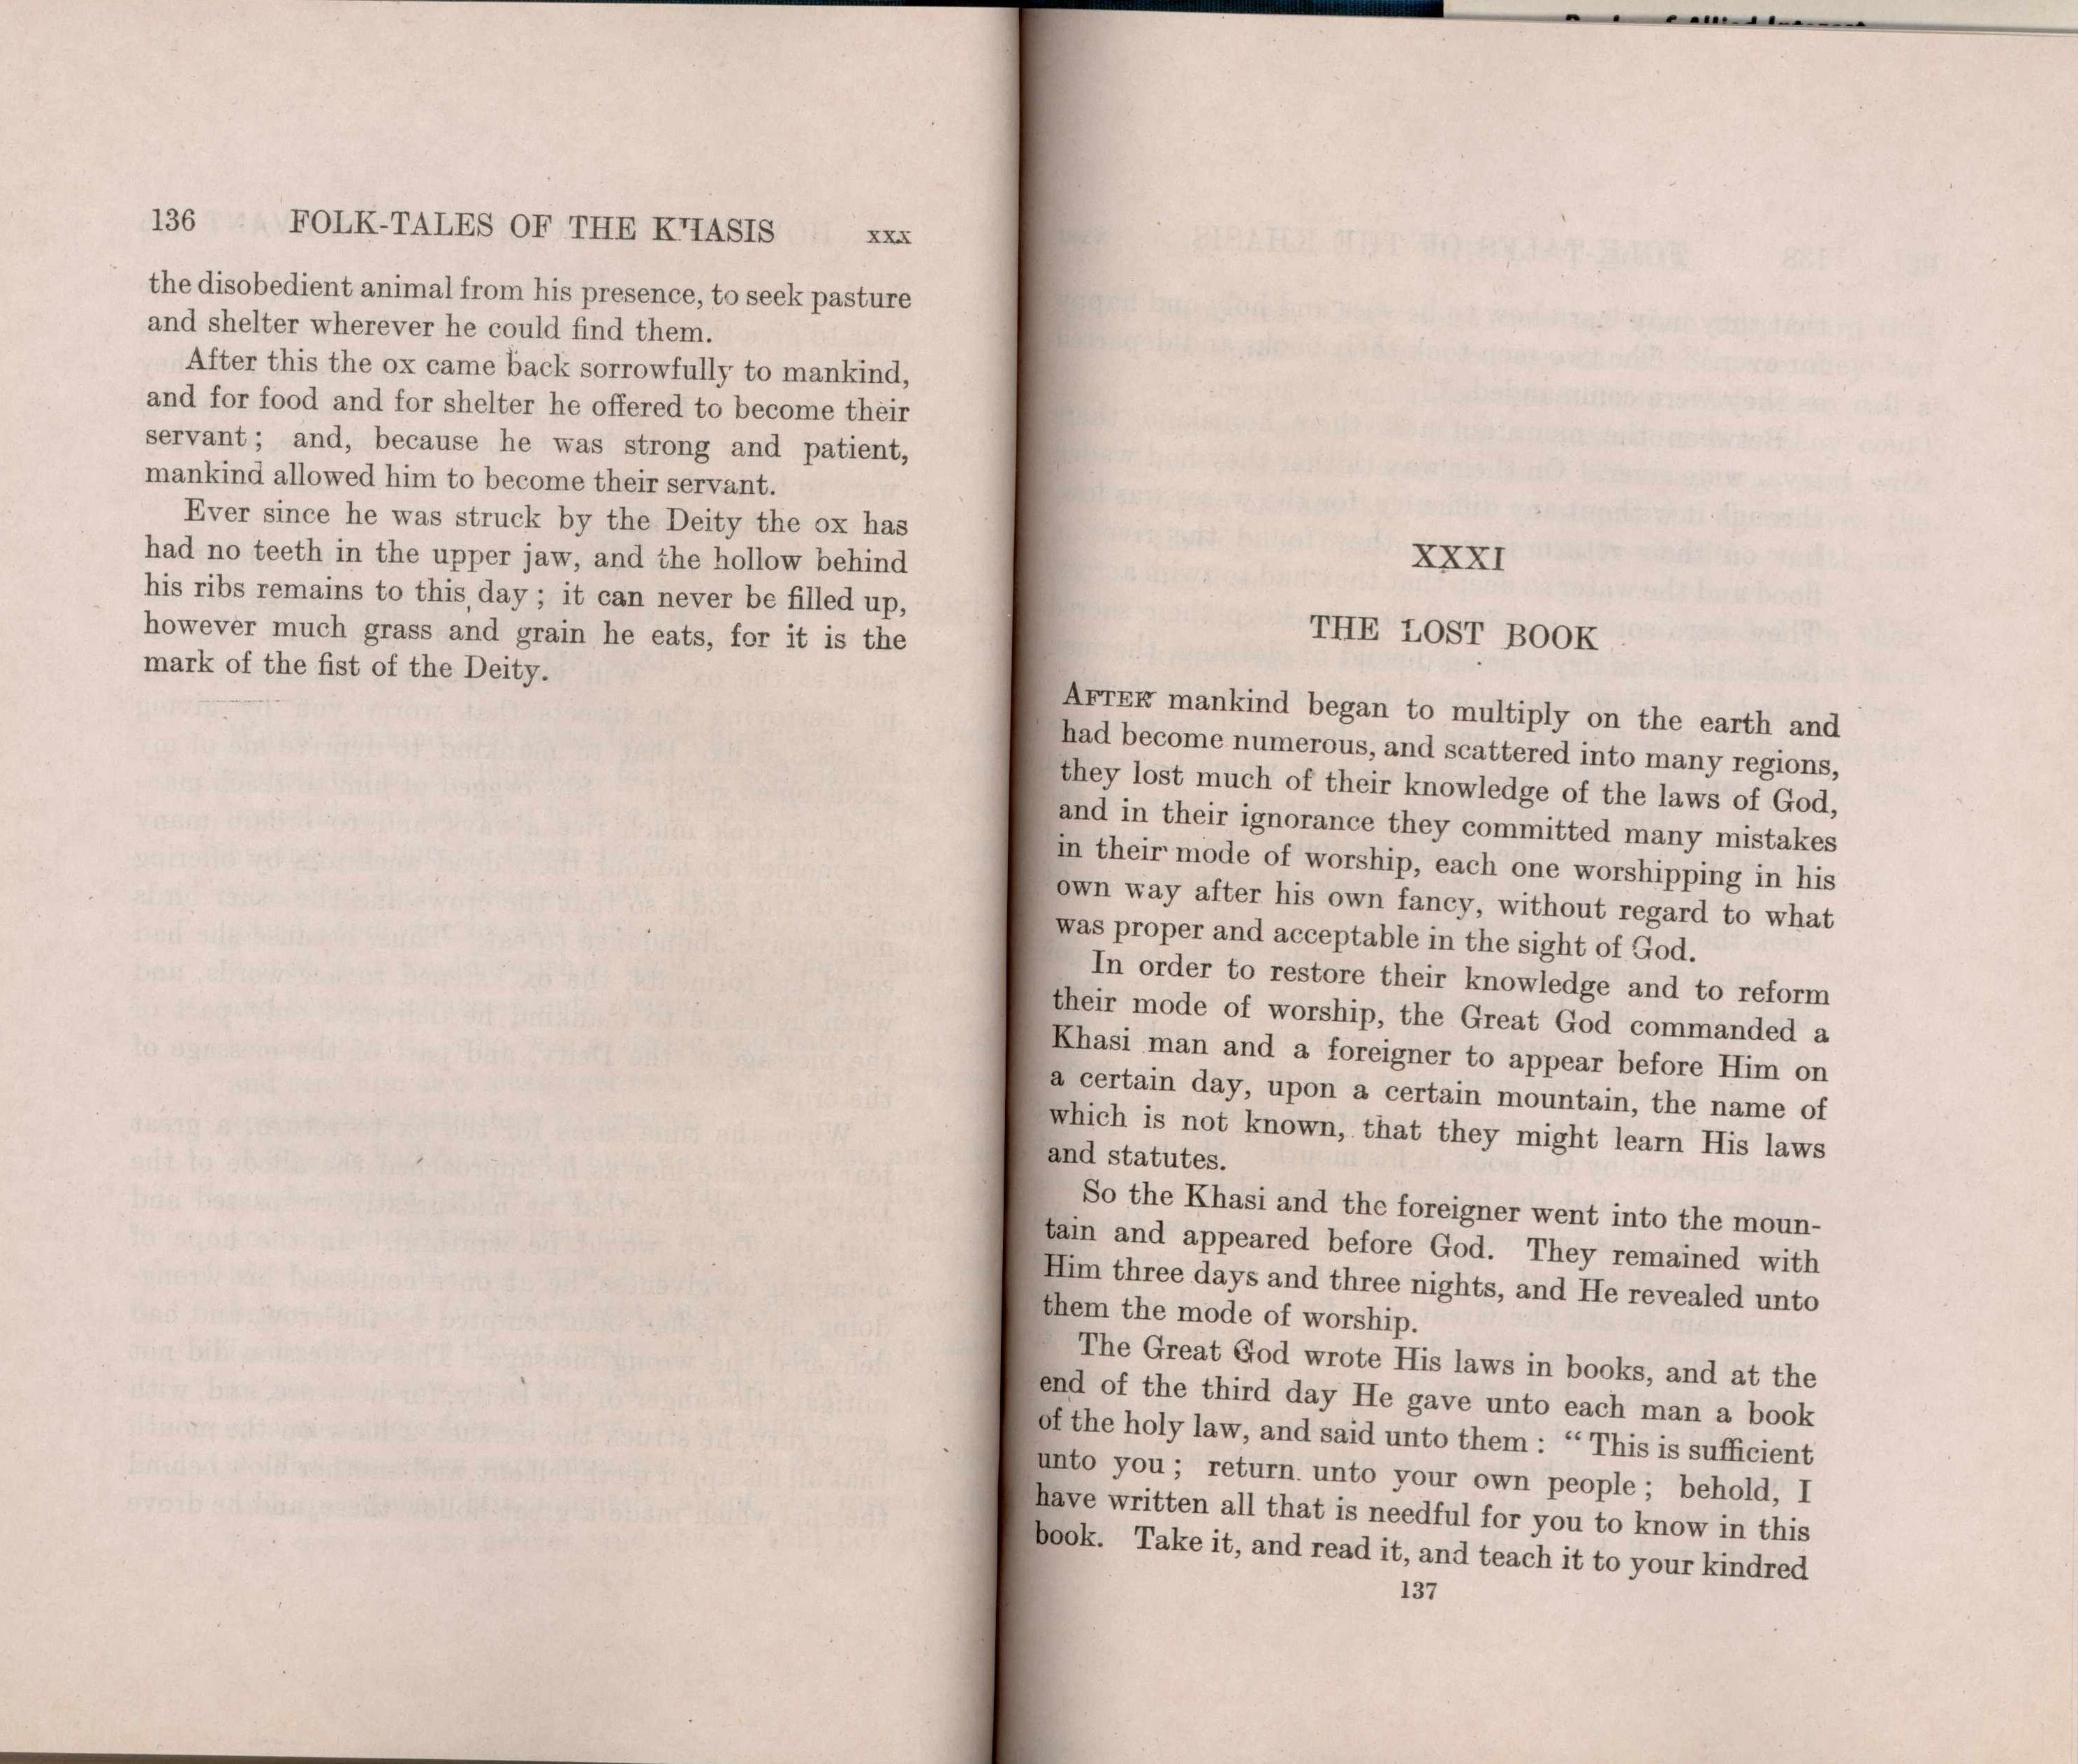 136 FOLK-TALES OF THE KHASIS xxx
the disobedient animal from his presence, to seek pasture
and shelter wherever he could find them.
After this the ox came back sorrowfully to mankind,
and for food and for shelter he offered to become their
servant; and, because he was strong and patient,
mankind allowed him to become their servant.
Ever since he was struck by the Deity the ox has
had no teeth in the upper jaw, and the hollow behind
his ribs remains to this day; it can never be filled up,
however much grass and grain he eats, for it is the
mark of the fist of the Deity.
XXXI
THE LOST BOOK
AFTER mankind began to multiply on the earth and
had become numerous, and scattered into many regions,
they lost much of their knowledge of the laws of God,
and in their ignorance they committed many mistakes
in their mode of worship, each one worshipping in his
own way after his own fancy, without regard to what
was proper and acceptable in the sight of God.
In order to restore their knowledge and to reform
their mode of worship, the Great God commanded a
Khasi man and a foreigner to appear before Him on
a certain day, upon a certain mountain, the name of
which is not known, that they might learn His laws
and statutes.
So the Khasi and the foreigner went into the moun-
tain and appeared before God. They remained with
Him three days and three nights, and He revealed unto
them the mode of worship.
The Great God wrote His laws in books, and at the
end of the third day He gave unto each man a book
of the holy law, and said unto them: "This is sufficient
unto you; return unto your own people; behold, I
have written all that is needful for you to know in this
book. Take it, and read it, and teach it to your kindred
137